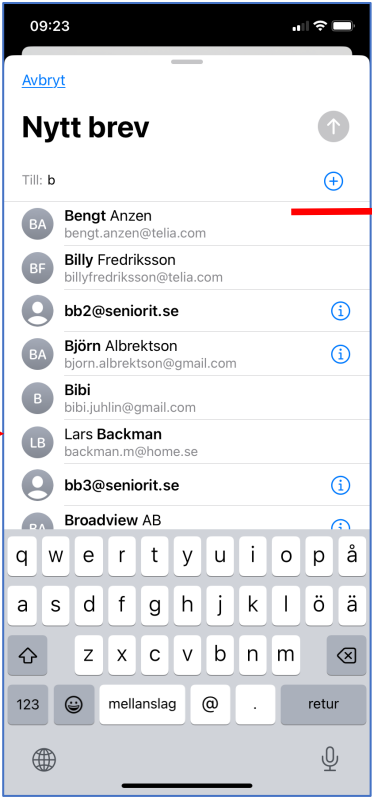 09:23
Avbryt
Nytt brev
Till: b
BA
Bengt Anzen
bengt.anzen@telia.com
BF
Billy Fredriksson
billyfredriksson@telia.com
bb2@seniorit.se
BA
Björn Albrektson
bjorn.albrektson@gmail.com
B
Bibi
bibi.juhlin@gmail.com
LB
Lars Backman
backman.m@home.se
bb3@seniorit.se
BA
Broadview AB
q w e r t y u i o p å
a s d f g h j k l ö ä
z x c v b n m
123 mellanslag @ . retur